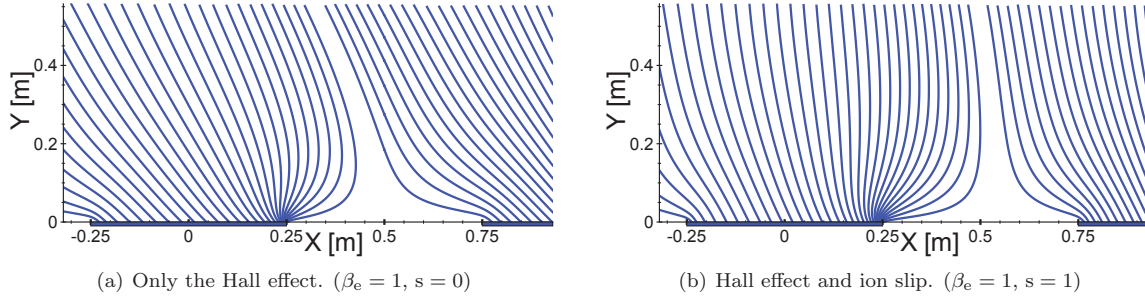 Y [m]
0.4
0.2
0
-0.25
0
0.25
0.5
0.75
X [m]
(a) Only the Hall effect. (βe = 1, s = 0)
Y [m]
0.4
0.2
0
-0.25
0
0.25
0.5
0.75
X [m]
(b) Hall effect and ion slip. (βe = 1, s = 1)